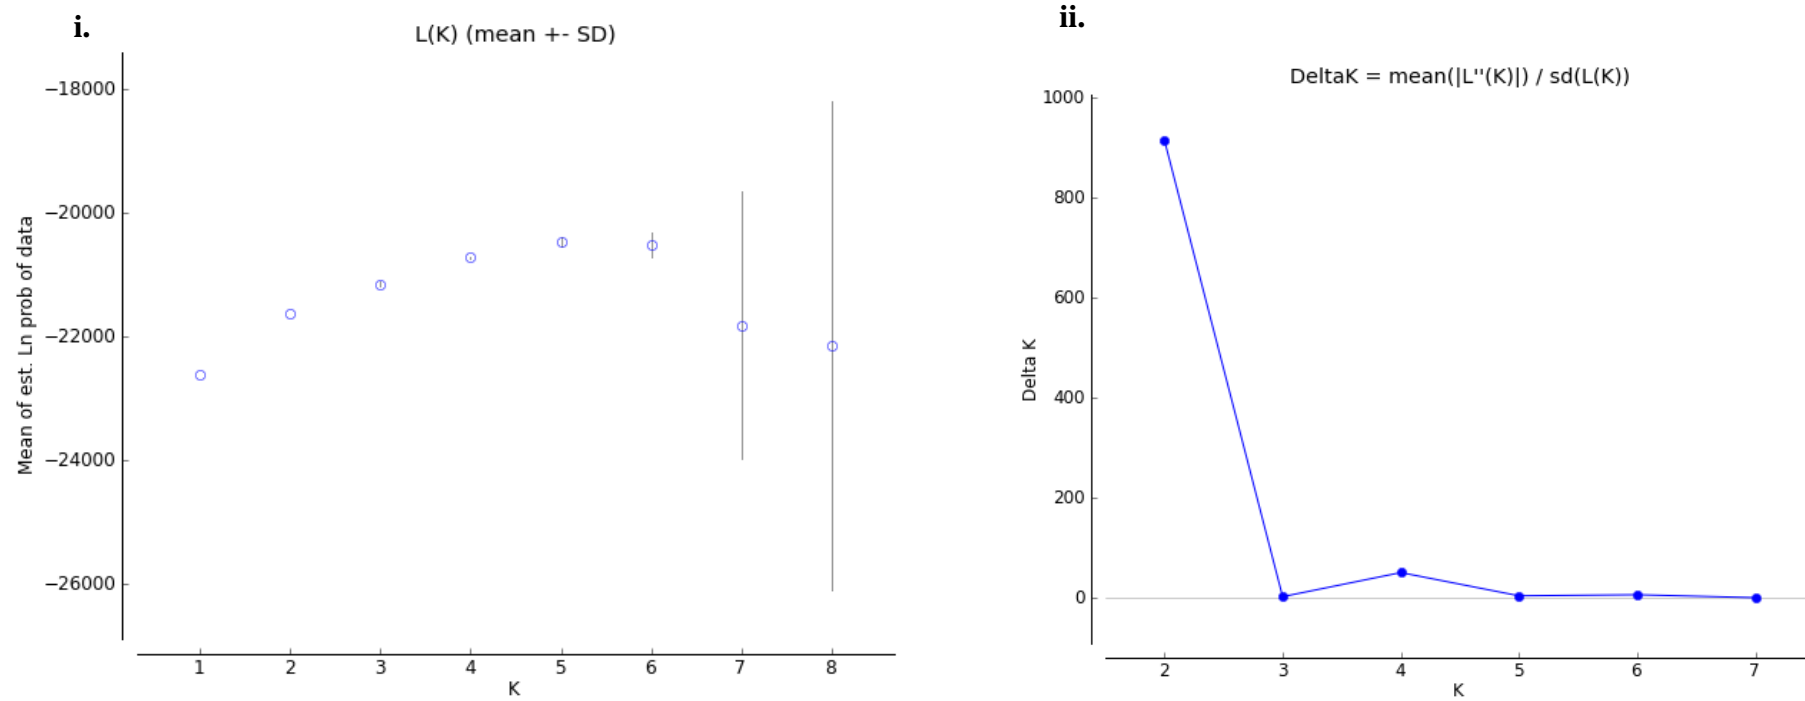 i.
L(K) (mean +- SD)
Mean of est. Ln prob of data
−18000
−20000
−22000
−24000
−26000
1 2 3 4 5 6 7 8
K
ii.
DeltaK = mean(|L''(K)|) / sd(L(K))
Delta K
1000
800
600
400
200
0
2 3 4 5 6 7
K